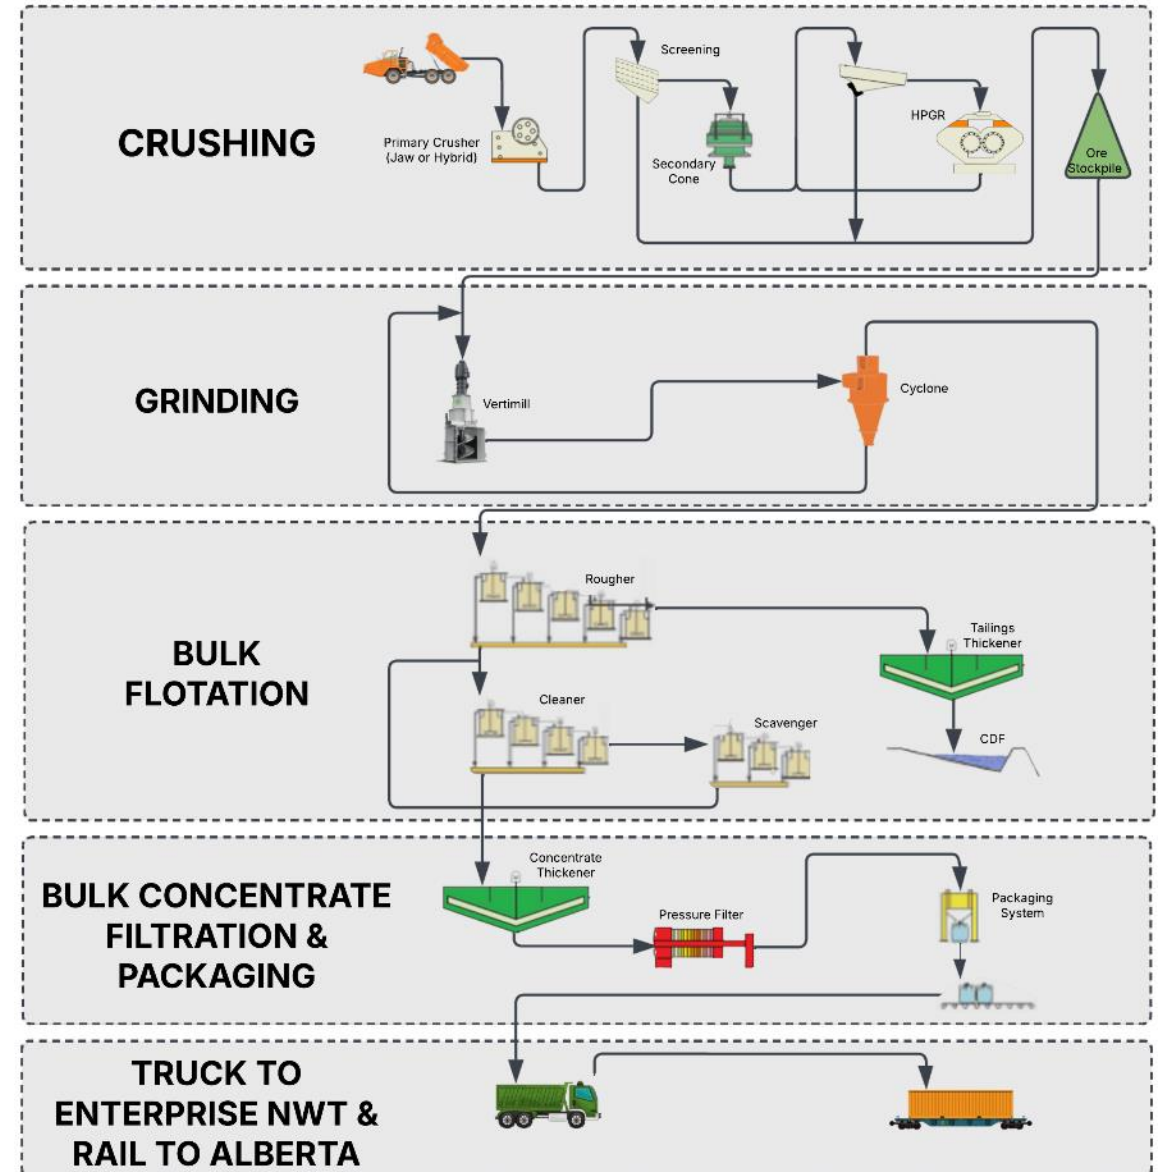 CRUSHING
Primary Crusher
(Jaw or Hybrid)
Screening
Secondary
Cone
HPGR
Ore
Stockpile
GRINDING
Vertimill
Cyclone
BULK
FLOTATION
Rougher
Tailings
Thickener
Cleaner
Scavenger
CDF
BULK CONCENTRATE
FILTRATION &
PACKAGING
Concentrate
Thickener
Pressure Filter
Packaging
System
TRUCK TO
ENTERPRISE NWT &
RAIL TO ALBERTA